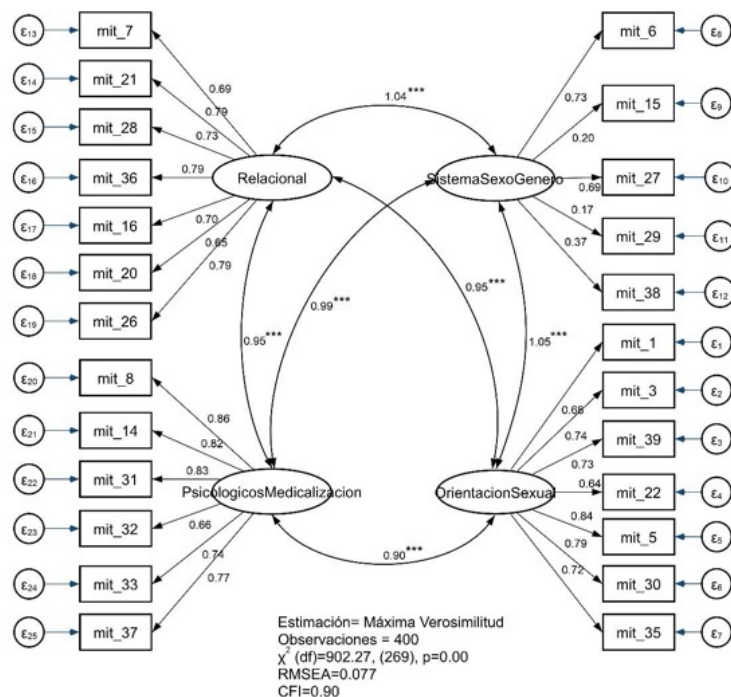 ε13 mit_7
ε14 mit_21
ε15 mit_28
ε16 mit_36
ε17 mit_16
ε18 mit_20
ε19 mit_26
0.69
0.79
0.73
0.79
0.70
0.65
0.79
Relacional
1.04***
SistemaSexoGenero
mit_6 ε8
mit_15 ε9
mit_27 ε10
mit_29 ε11
mit_38 ε12
0.73
0.20
0.69
0.17
0.37
0.95***
0.99***
0.95***
1.05***
ε20 mit_8
ε21 mit_14
ε22 mit_31
ε23 mit_32
ε24 mit_33
ε25 mit_37
0.86
0.82
0.83
0.66
0.74
0.77
PsicologicosMedicalizacion
0.90***
OrientacionSexual
mit_1 ε1
mit_3 ε2
mit_39 ε3
mit_22 ε4
mit_5 ε5
mit_30 ε6
mit_35 ε7
0.68
0.74
0.73
0.64
0.84
0.79
0.72
Estimación= Máxima Verosimilitud
Observaciones = 400
χ² (df)=902.27, (269), p=0.00
RMSEA=0.077
CFI=0.90